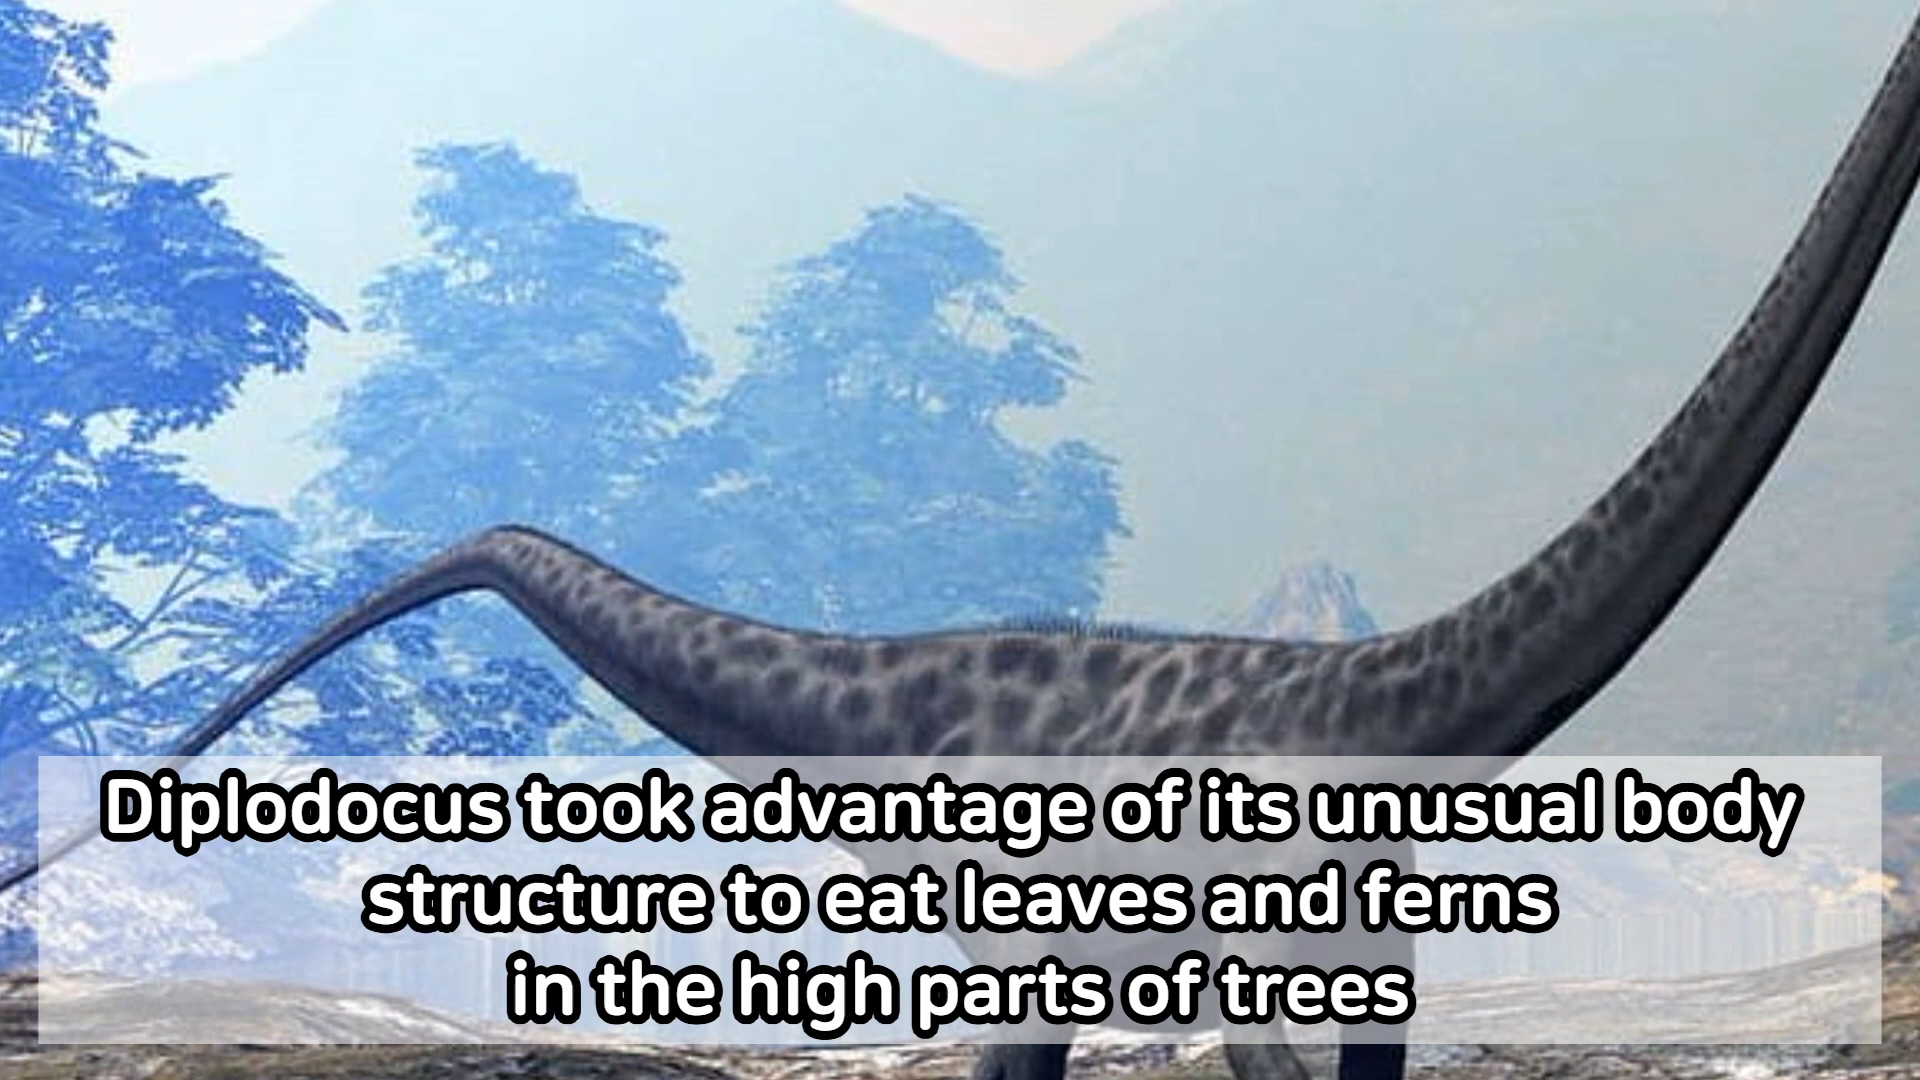 Diplodocus took advantage of its unusual body
structure to eat leaves and ferns
in the high parts of trees